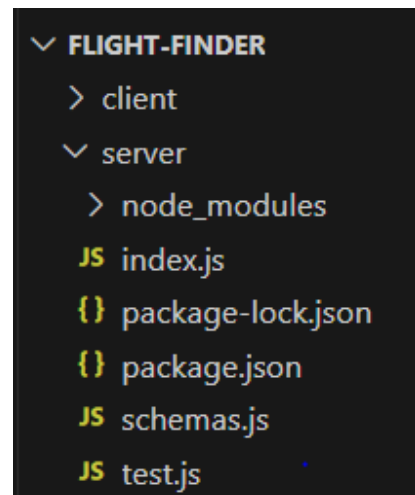 FLIGHT-FINDER
client
server
node_modules
JS index.js
{} package-lock.json
{} package.json
JS schemas.js
JS test.js